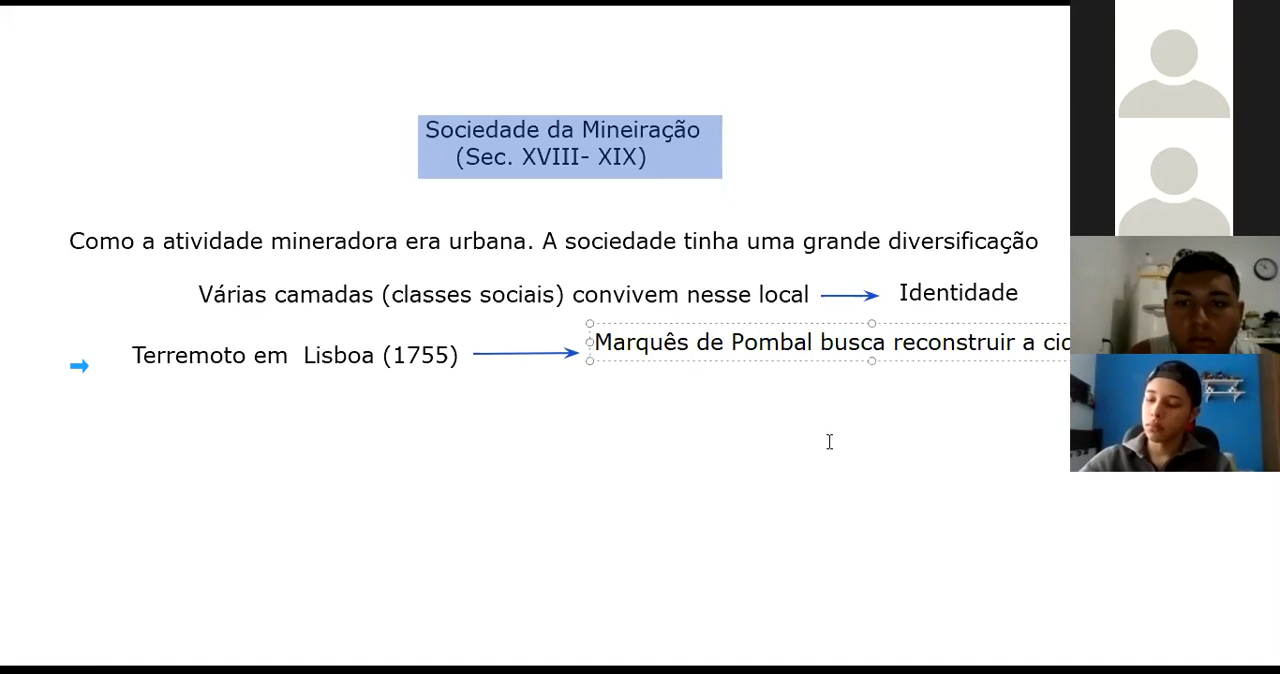 Sociedade da Mineiração
(Sec. XVIII- XIX)
Como a atividade mineradora era urbana. A sociedade tinha uma grande diversificação
Várias camadas (classes sociais) convivem nesse local
Identidade
Terremoto em Lisboa (1755)
Marquês de Pombal busca reconstruir a